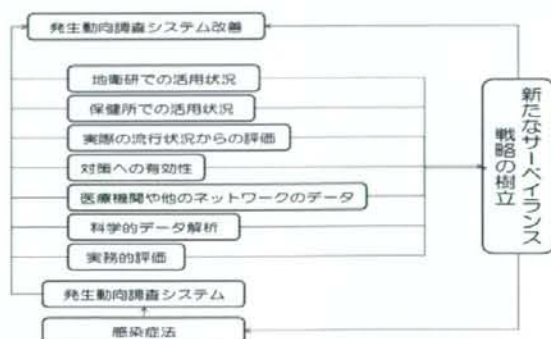 発生動向調査システム改善
地衛研での活用状況
保健所での活用状況
実際の流行状況からの評価
対策への有効性
医療機関や他のネットワークのデータ
科学的データ解析
実務的評価
発生動向調査システム
感染症法
新たなサーベイランス
戦略の樹立